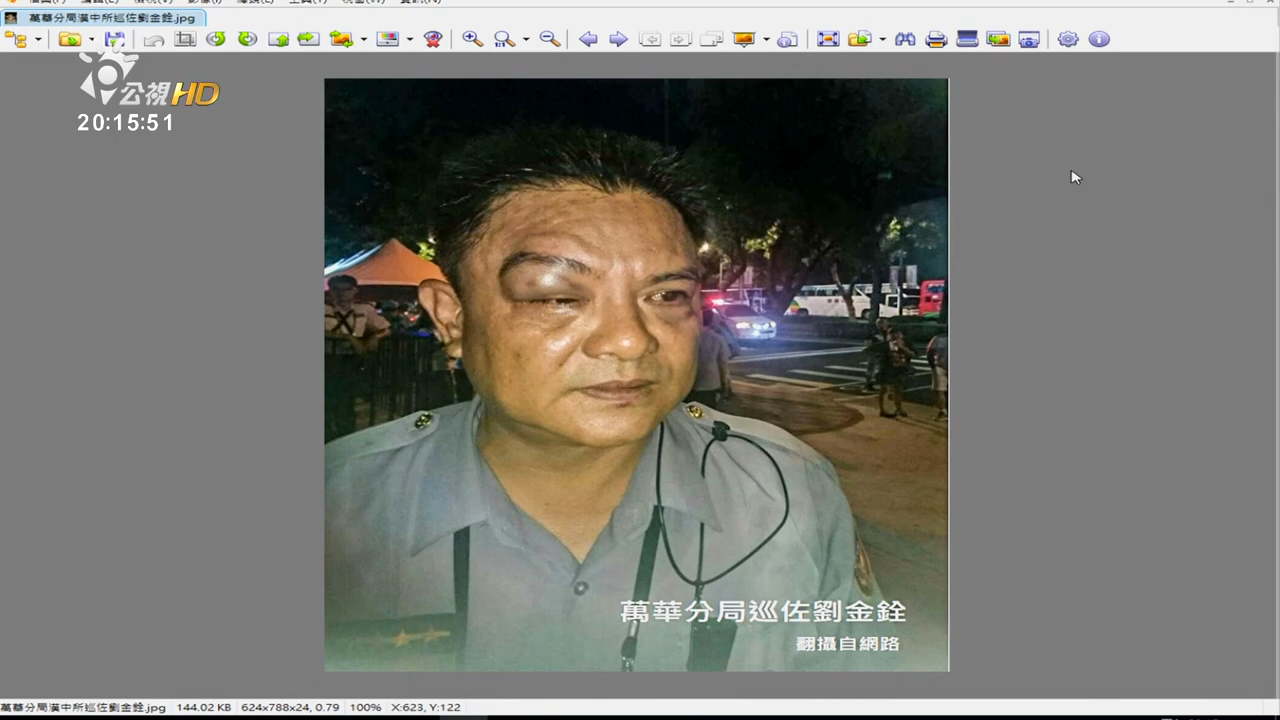 萬華分局漢中所巡佐劉金銓.jpg
公視HD
20:15:51
萬華分局巡佐劉金銓
翻攝自網路
萬華分局漢中所巡佐劉金銓.jpg 144.02 KB 624x788x24, 0.79 100% X:623, Y:122